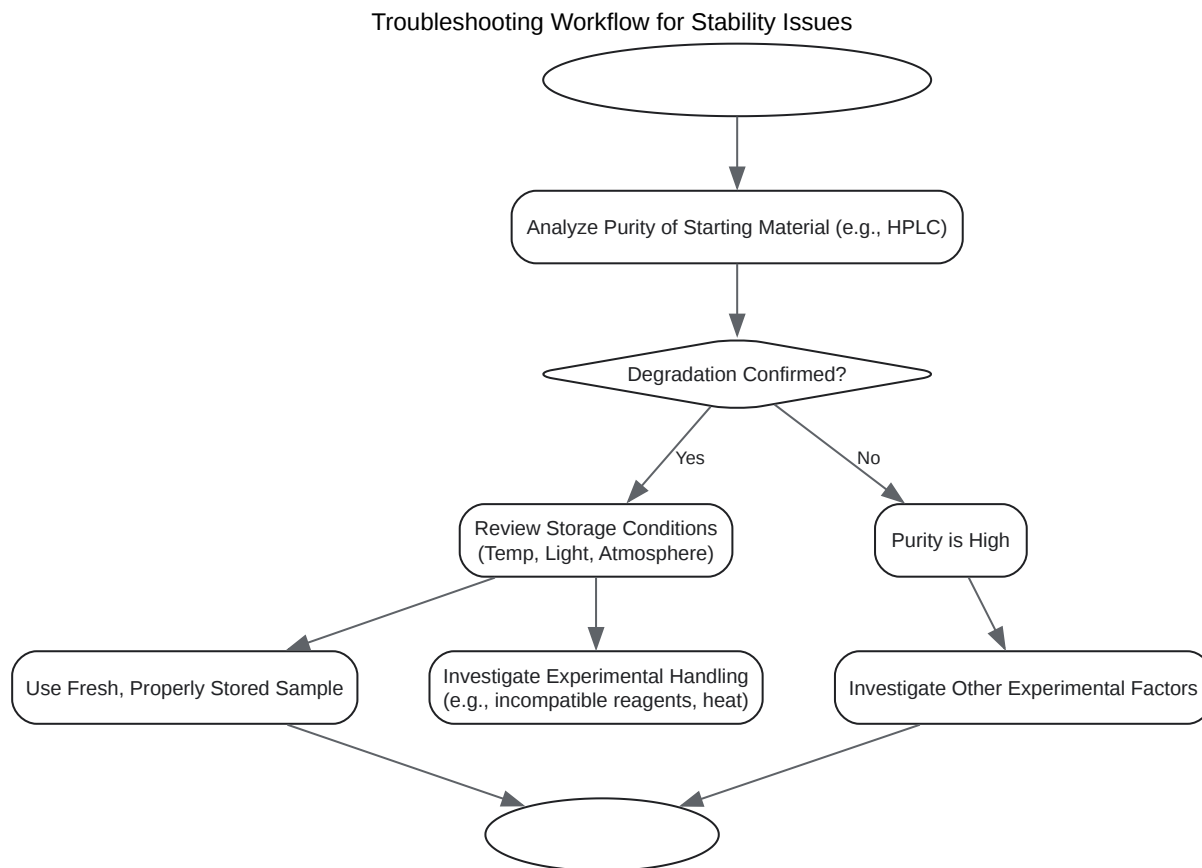 Troubleshooting Workflow for Stability Issues
Analyze Purity of Starting Material (e.g., HPLC)
Degradation Confirmed?
Yes
No
Review Storage Conditions
(Temp, Light, Atmosphere)
Purity is High
Use Fresh, Properly Stored Sample
Investigate Experimental Handling
(e.g., incompatible reagents, heat)
Investigate Other Experimental Factors